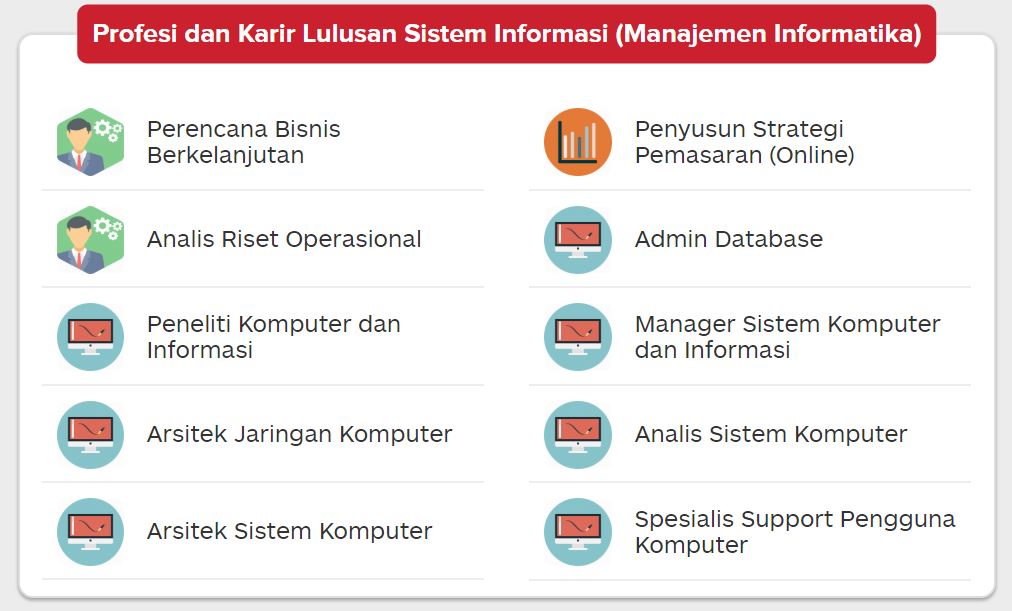 Profesi dan Karir Lulusan Sistem Informasi (Manajemen Informatika)
Perencana Bisnis
Berkelanjutan
Penyusun Strategi
Pemasaran (Online)
Analis Riset Operasional
Admin Database
Peneliti Komputer dan
Informasi
Manager Sistem Komputer
dan Informasi
Arsitek Jaringan Komputer
Analis Sistem Komputer
Arsitek Sistem Komputer
Spesialis Support Pengguna
Komputer